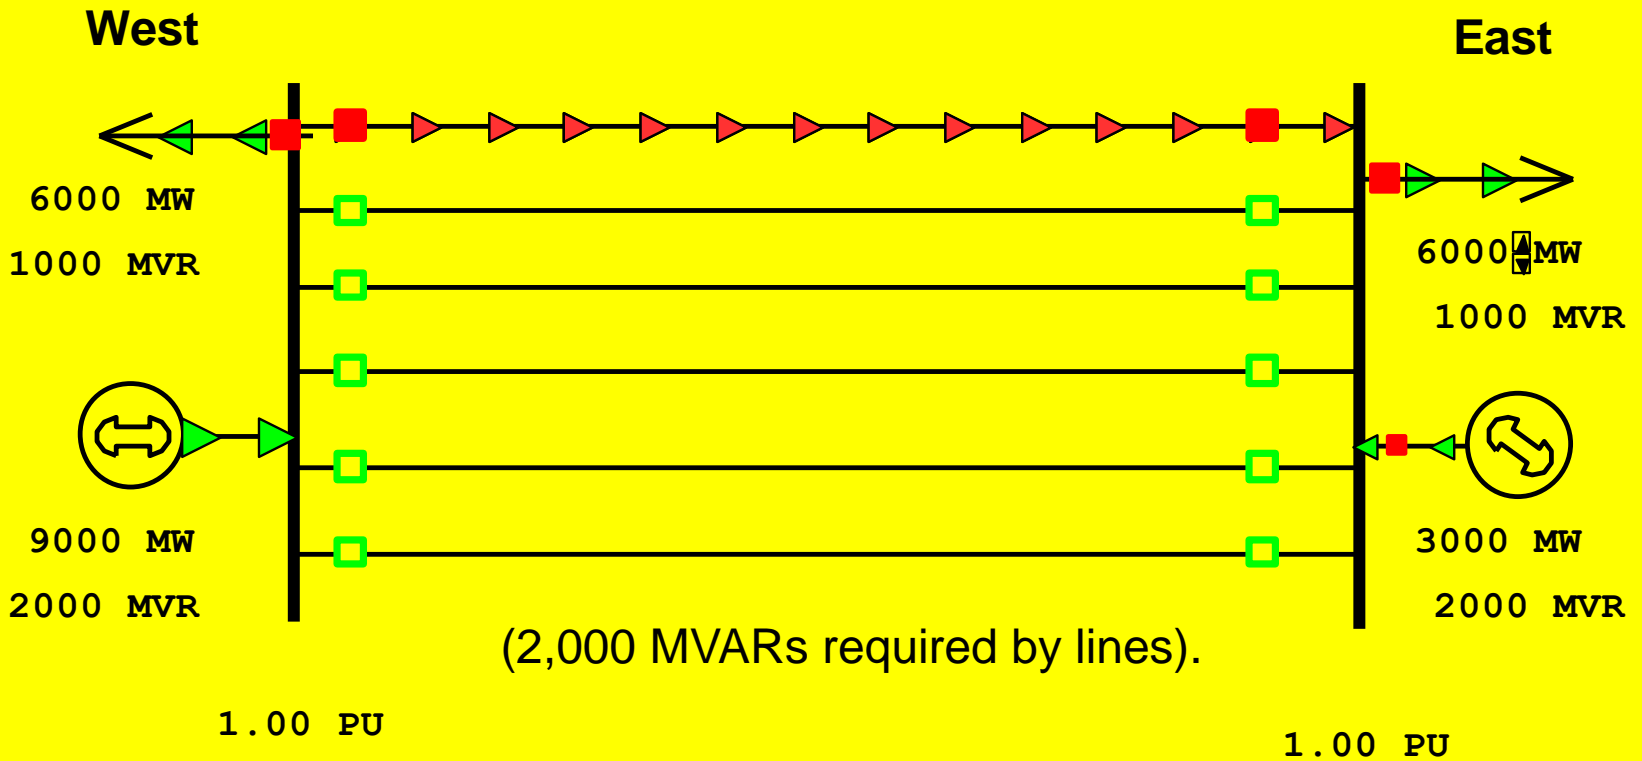 West
East
6000 MW
1000 MVR
6000 MW
1000 MVR
9000 MW
2000 MVR
3000 MW
2000 MVR
(2,000 MVARs required by lines).
1.00 PU
1.00 PU